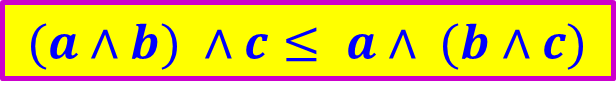 (a ∧ b) ∧ c ≤ a ∧ (b ∧ c)